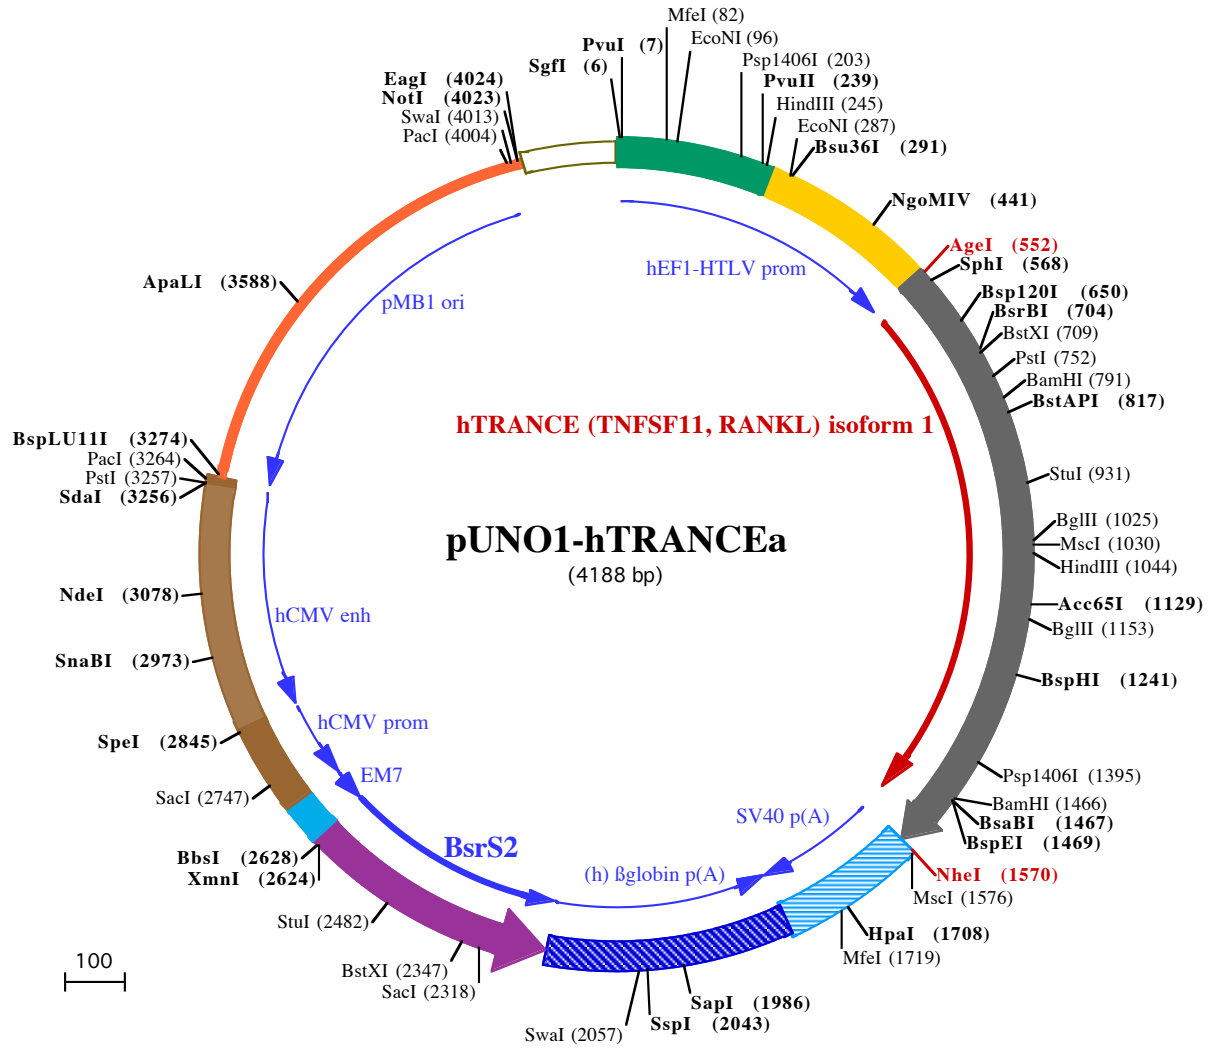 MfeI (82)
PvuI (7)
EcoNI (96)
SgfI (6)
Psp1406I (203)
EagI (4024)
PvuII (239)
NotI (4023)
HindIII (245)
SwaI (4013)
EcoNI (287)
PacI (4004)
Bsu36I (291)
NgoMIV (441)
AgeI (552)
SphI (568)
hEF1-HTLV prom
ApaLI (3588)
Bsp120I (650)
pMB1 ori
BsrBI (704)
BstXI (709)
PstI (752)
BamHI (791)
BstAPI (817)
hTRANCE (TNFSF11, RANKL) isoform 1
BspLU11I (3274)
PacI (3264)
StuI (931)
PstI (3257)
SdaI (3256)
BglII (1025)
pUNO1-hTRANCEa
MscI (1030)
HindIII (1044)
(4188 bp)
NdeI (3078)
Acc65I (1129)
hCMV enh
BglII (1153)
SnaBI (2973)
BspHI (1241)
hCMV prom
SpeI (2845)
EM7
Psp1406I (1395)
SacI (2747)
BamHI (1466)
SV40 p(A)
BsaBI (1467)
BspEI (1469)
BsrS2
BbsI (2628)
(h) ßglobin p(A)
NheI (1570)
XmnI (2624)
MscI (1576)
StuI (2482)
HpaI (1708)
MfeI (1719)
100
BstXI (2347)
SacI (2318)
SapI (1986)
SspI (2043)
SwaI (2057)